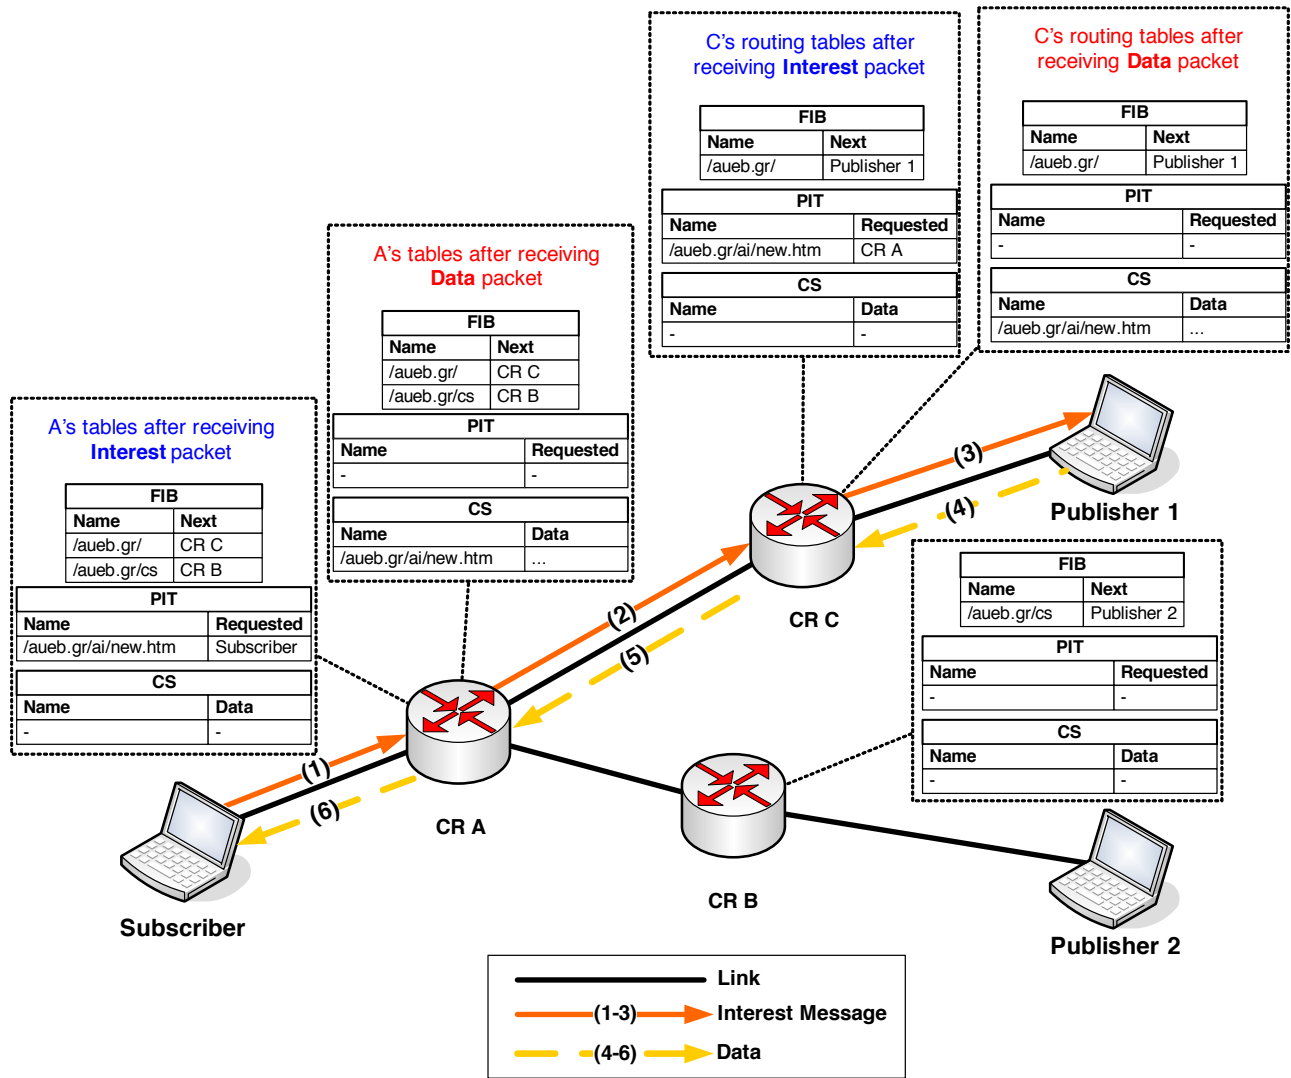 C's routing tables after
receiving Interest packet
FIB
Name Next
/aueb.gr/ Publisher 1
PIT
Name Requested
/aueb.gr/ai/new.htm CR A
CS
Name Data
- -
C's routing tables after
receiving Data packet
FIB
Name Next
/aueb.gr/ Publisher 1
PIT
Name Requested
- -
CS
Name Data
/aueb.gr/ai/new.htm ...
A's tables after receiving
Data packet
FIB
Name Next
/aueb.gr/ CR C
/aueb.gr/cs CR B
PIT
Name Requested
- -
CS
Name Data
/aueb.gr/ai/new.htm ...
A's tables after receiving
Interest packet
FIB
Name Next
/aueb.gr/ CR C
/aueb.gr/cs CR B
PIT
Name Requested
/aueb.gr/ai/new.htm Subscriber
CS
Name Data
- -
(3)
(4)
Publisher 1
CR C
(2)
(5)
FIB
Name Next
/aueb.gr/cs Publisher 2
PIT
Name Requested
- -
CS
Name Data
- -
(1)
(6)
CR A
CR B
Subscriber
Publisher 2
Link
(1-3) Interest Message
(4-6) Data